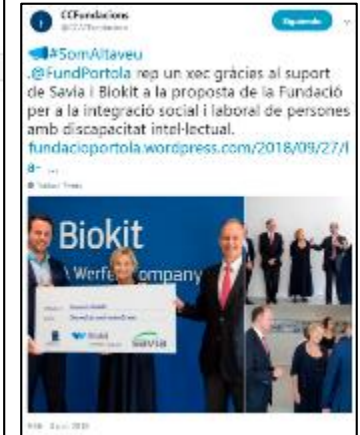 CCFundacions
Siguiendo
#SomAltaveu
.@FundPortola rep un xec gràcies al suport
de Savia i Biokit a la proposta de la Fundació
per a la integració social i laboral de persones
amb discapacitat intel·lectual.
fundacioportola.wordpress.com/2018/09/27/l
a- ...
Biokit
A Werfen Company
Biokit
savia